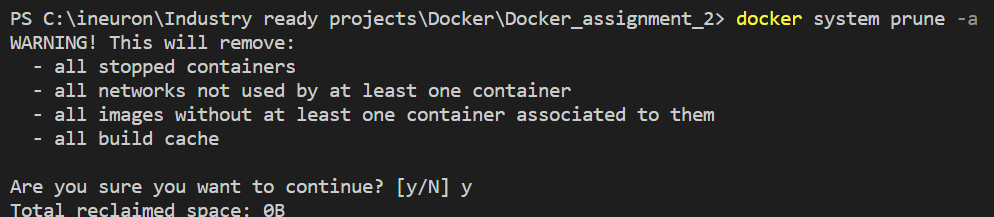 PS C:\ineuron\Industry ready projects\Docker\Docker_assignment_2> docker system prune -a
WARNING! This will remove:
  - all stopped containers
  - all networks not used by at least one container
  - all images without at least one container associated to them
  - all build cache

Are you sure you want to continue? [y/N] y
Total reclaimed space: 0B